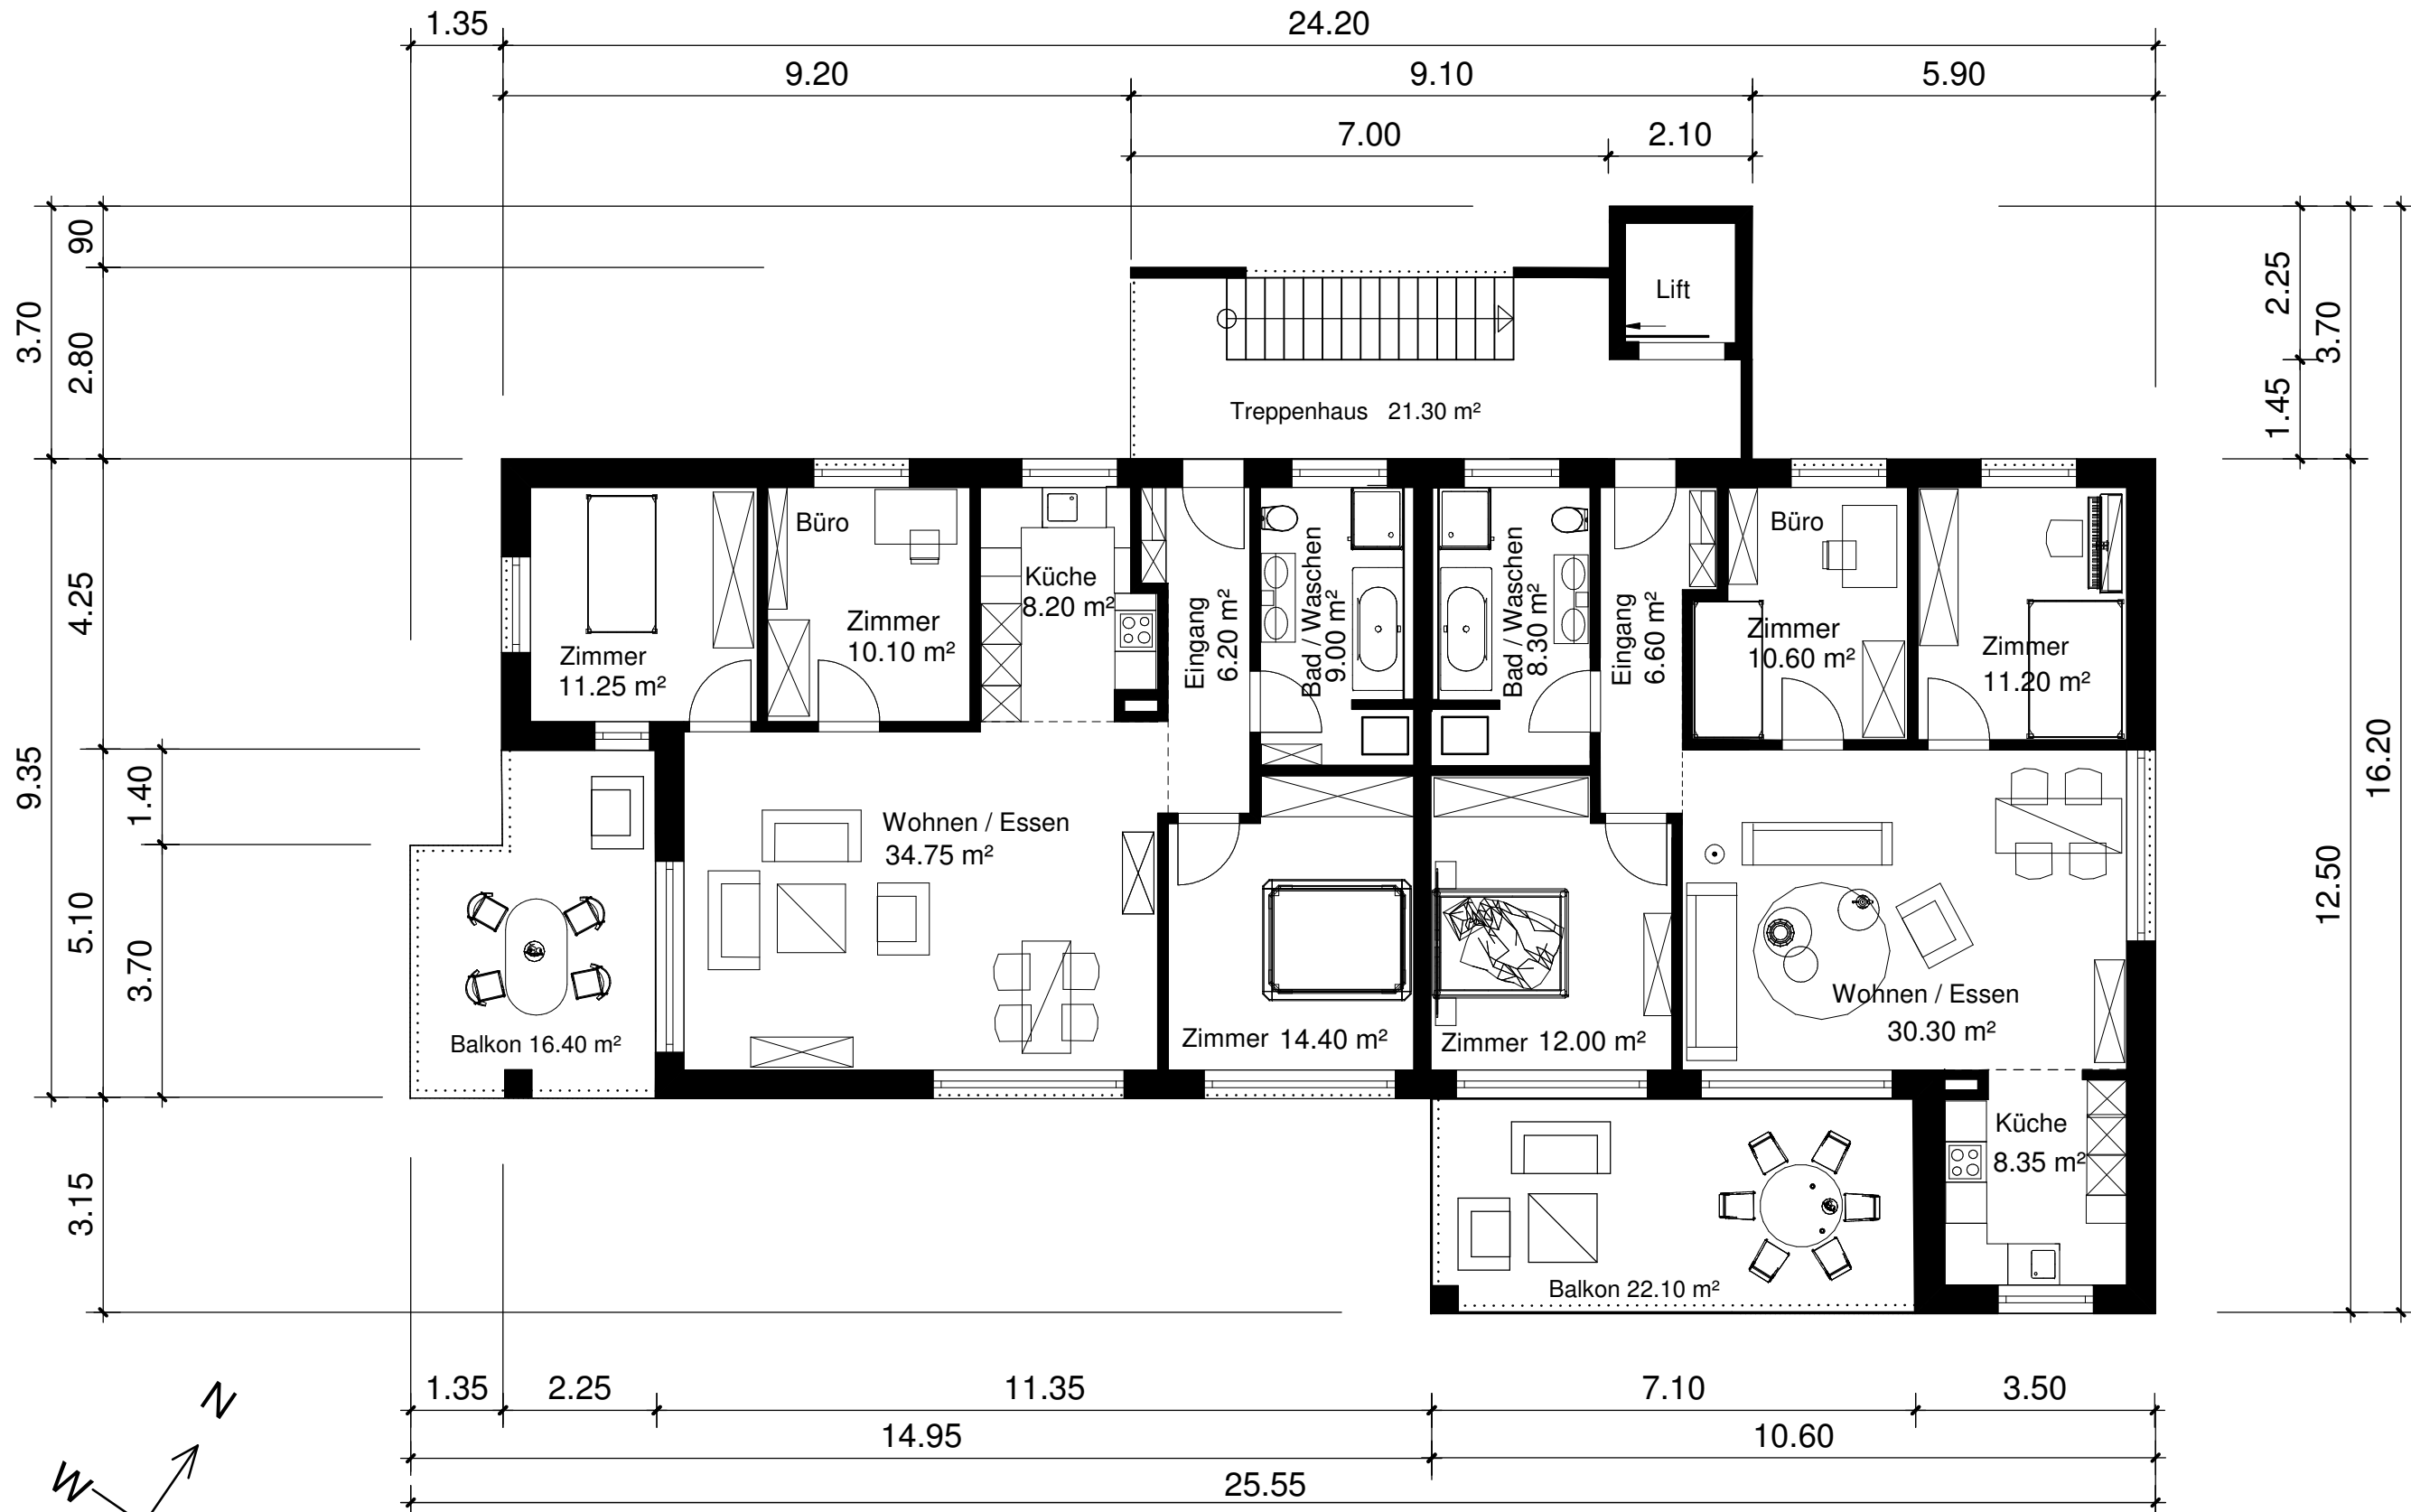 1.35
24.20
9.20
9.10
5.90
7.00
2.10
90
2.25
3.70
2.80
3.70
1.45
Lift
Treppenhaus 21.30 m²
Büro
Büro
Küche
8.20 m²
Zimmer
10.10 m²
Zimmer
11.25 m²
Eingang
6.20 m²
Bad / Waschen
9.00 m²
Bad / Waschen
8.30 m²
Eingang
6.60 m²
Zimmer
10.60 m²
Zimmer
11.20 m²
4.25
9.35
1.40
5.10
3.70
3.15
16.20
12.50
Wohnen / Essen
34.75 m²
Balkon 16.40 m²
Zimmer 14.40 m²
Zimmer 12.00 m²
Wohnen / Essen
30.30 m²
Küche
8.35 m²
Balkon 22.10 m²
1.35
2.25
11.35
7.10
3.50
14.95
10.60
25.55
N
W